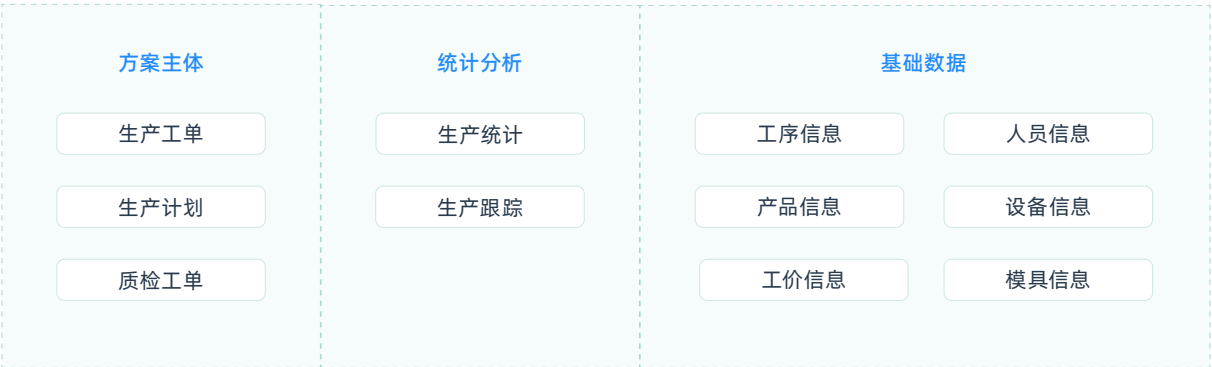 方案主体
生产工单
生产计划
质检工单
统计分析
生产统计
生产跟踪
基础数据
工序信息
人员信息
产品信息
设备信息
工价信息
模具信息